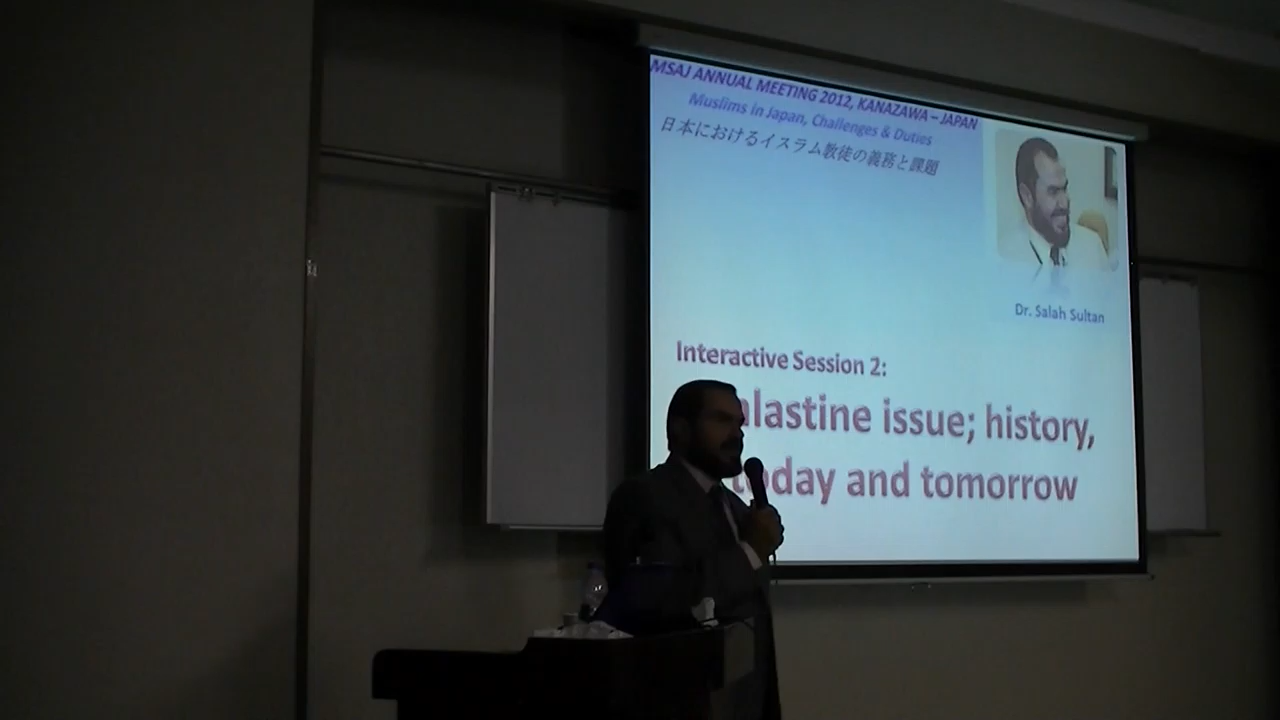 MSAJ ANNUAL MEETING 2012, KANAZAWA – JAPAN
Muslims in Japan, Challenges & Duties
日本におけるイスラム教徒の義務と課題
Dr. Salah Sultan
Interactive Session 2:
alastine issue; history,
today and tomorrow